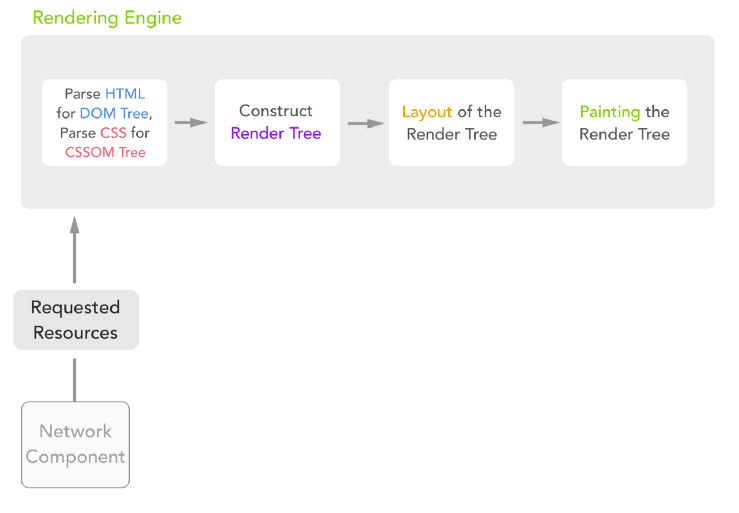 Rendering Engine
Parse HTML
for DOM Tree,
Parse CSS for
CSSOM Tree
Construct
Render Tree
Layout of the
Render Tree
Painting the
Render Tree
Requested
Resources
Network
Component